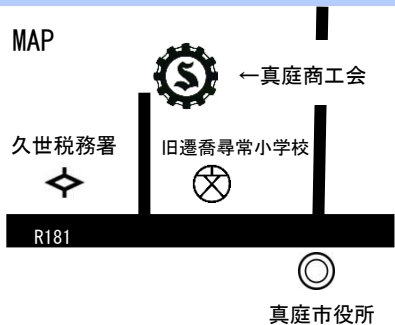 MAP
S
←真庭商工会
久世税務署
旧遷喬尋常小学校
文
R181
真庭市役所